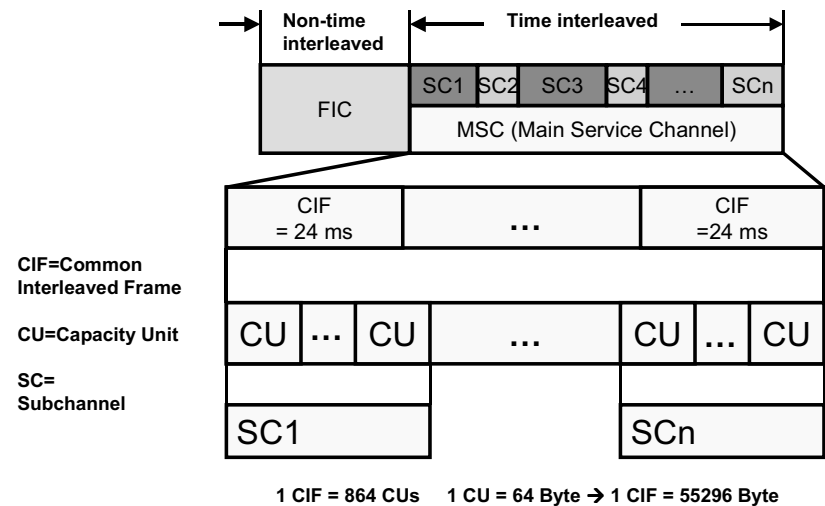 Non-time
interleaved
Time interleaved
FIC
SC1 SC2 SC3 SC4 … SCn
MSC (Main Service Channel)
CIF
= 24 ms
…
CIF
=24 ms
CIF=Common
Interleaved Frame
CU=Capacity Unit
CU … CU … CU … CU
SC=
Subchannel
SC1 SCn
1 CIF = 864 CUs 1 CU = 64 Byte → 1 CIF = 55296 Byte